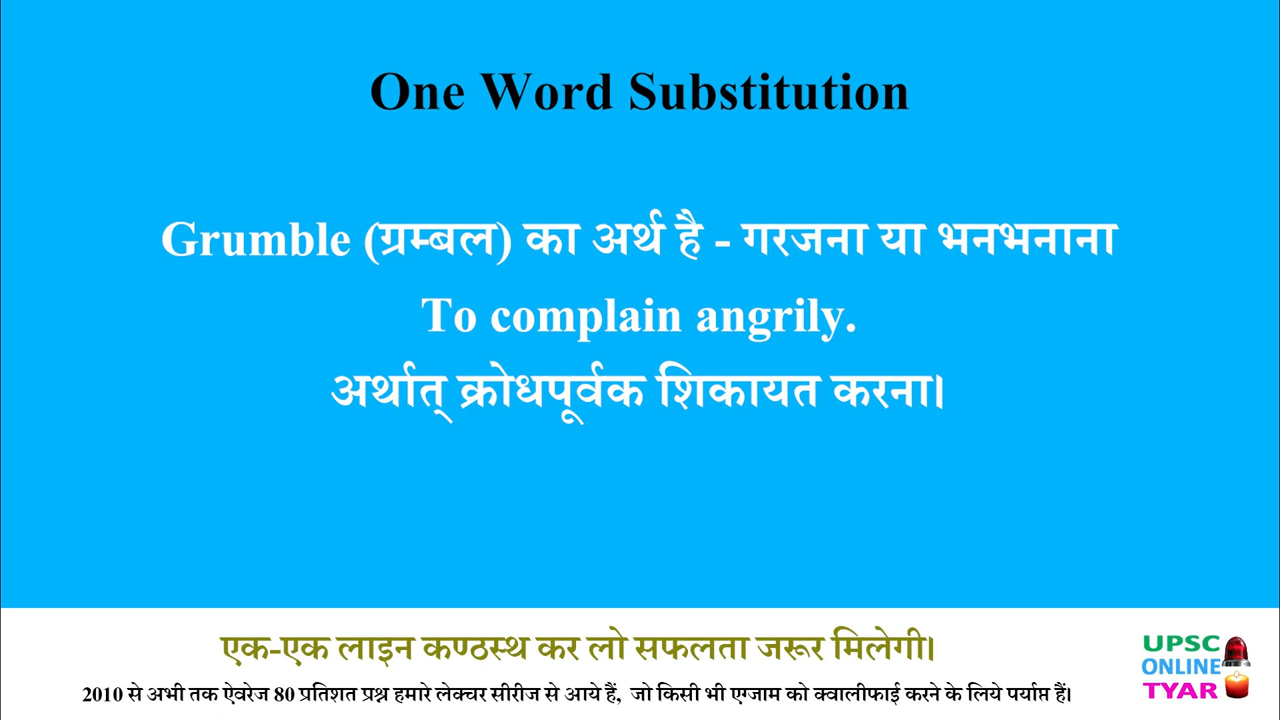 One Word Substitution
Grumble (ग्रम्बल) का अर्थ है - गरजना या भनभनाना
To complain angrily.
अर्थात् क्रोधपूर्वक शिकायत करना।
एक-एक लाइन कण्ठस्थ कर लो सफलता जरूर मिलेगी।
2010 से अभी तक ऐवरेज 80 प्रतिशत प्रश्न हमारे लेक्चर सीरीज से आये हैं, जो किसी भी एग्जाम को क्वालीफाई करने के लिये पर्याप्त हैं।
UPSC
ONLINE
TYAR